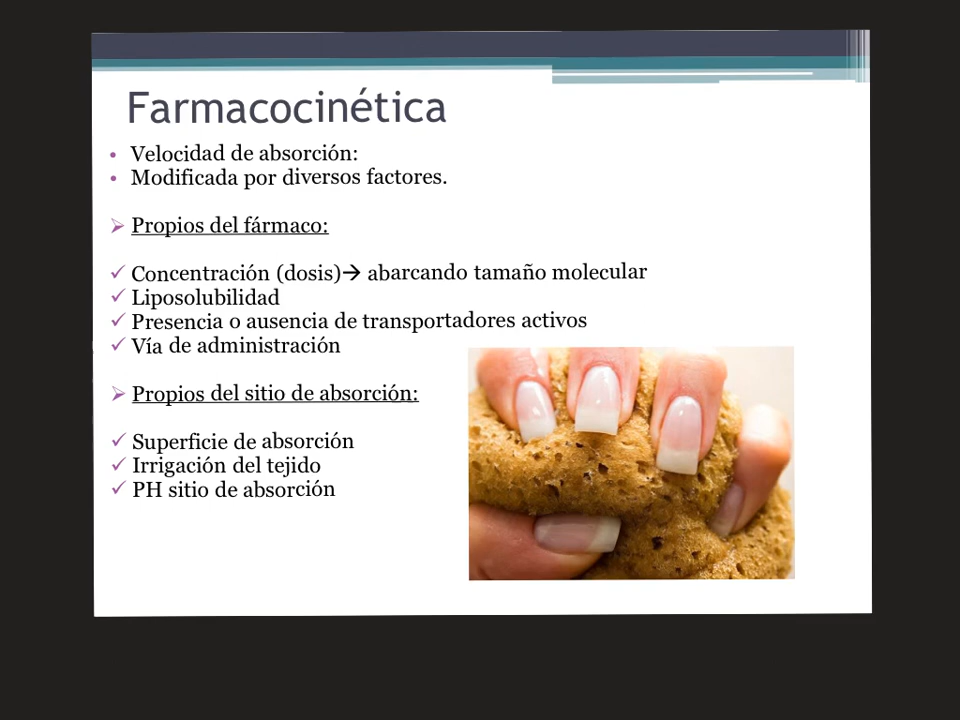 Farmacocinética
• Velocidad de absorción:
• Modificada por diversos factores.
➢ Propios del fármaco:
✓ Concentración (dosis)→ abarcando tamaño molecular
✓ Liposolubilidad
✓ Presencia o ausencia de transportadores activos
✓ Vía de administración
➢ Propios del sitio de absorción:
✓ Superficie de absorción
✓ Irrigación del tejido
✓ PH sitio de absorción